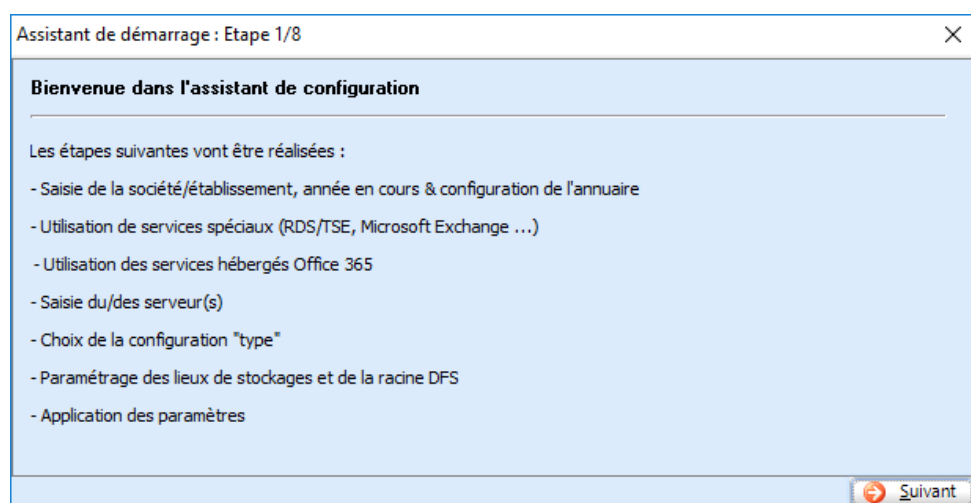 Assistant de démarrage : Etape 1/8
Bienvenue dans l'assistant de configuration
Les étapes suivantes vont être réalisées :
- Saisie de la société/établissement, année en cours & configuration de l'annuaire
- Utilisation de services spéciaux (RDS/TSE, Microsoft Exchange ...)
- Utilisation des services hébergés Office 365
- Saisie du/des serveur(s)
- Choix de la configuration "type"
- Paramétrage des lieux de stockages et de la racine DFS
- Application des paramètres
Suivant